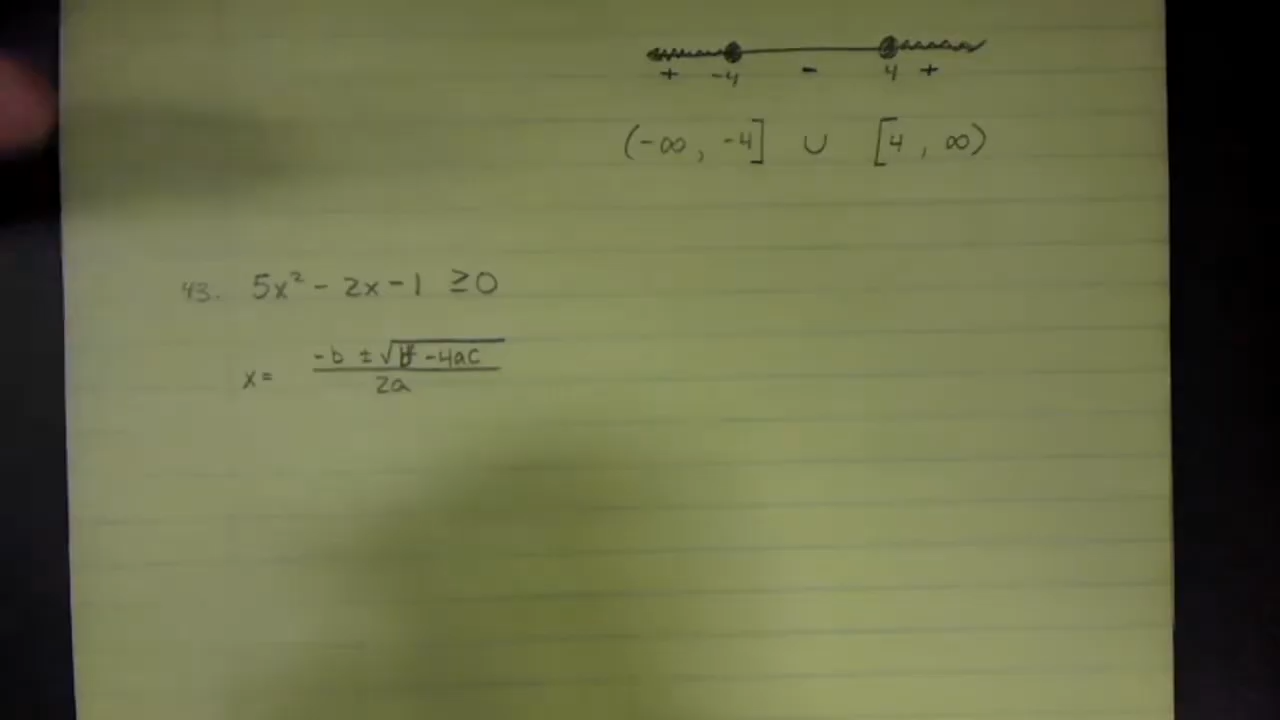 + -4 - 4 +
(-∞, -4] ∪ [4, ∞)
43. 5x² - 2x - 1 ≥ 0
x = -b ± √b² - 4ac
2a